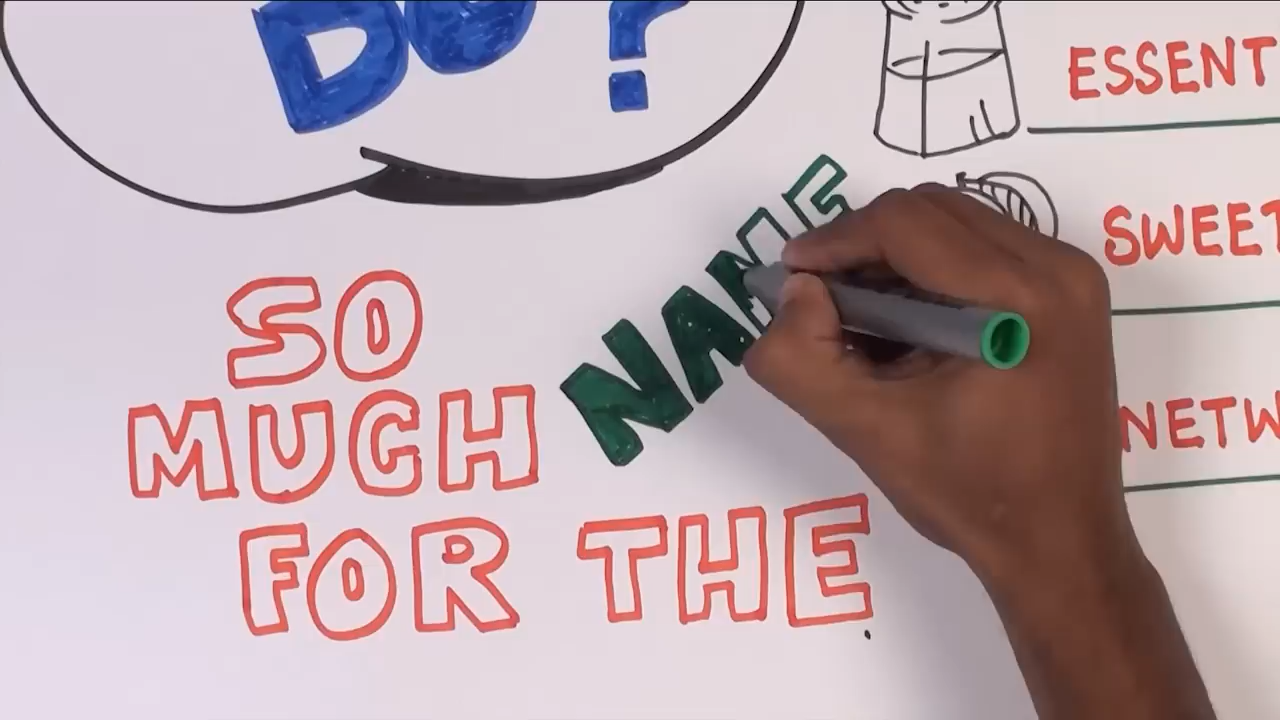 DO?
ESSENT
SWEET
NETW
SO
MUCH
NAME
FOR THE